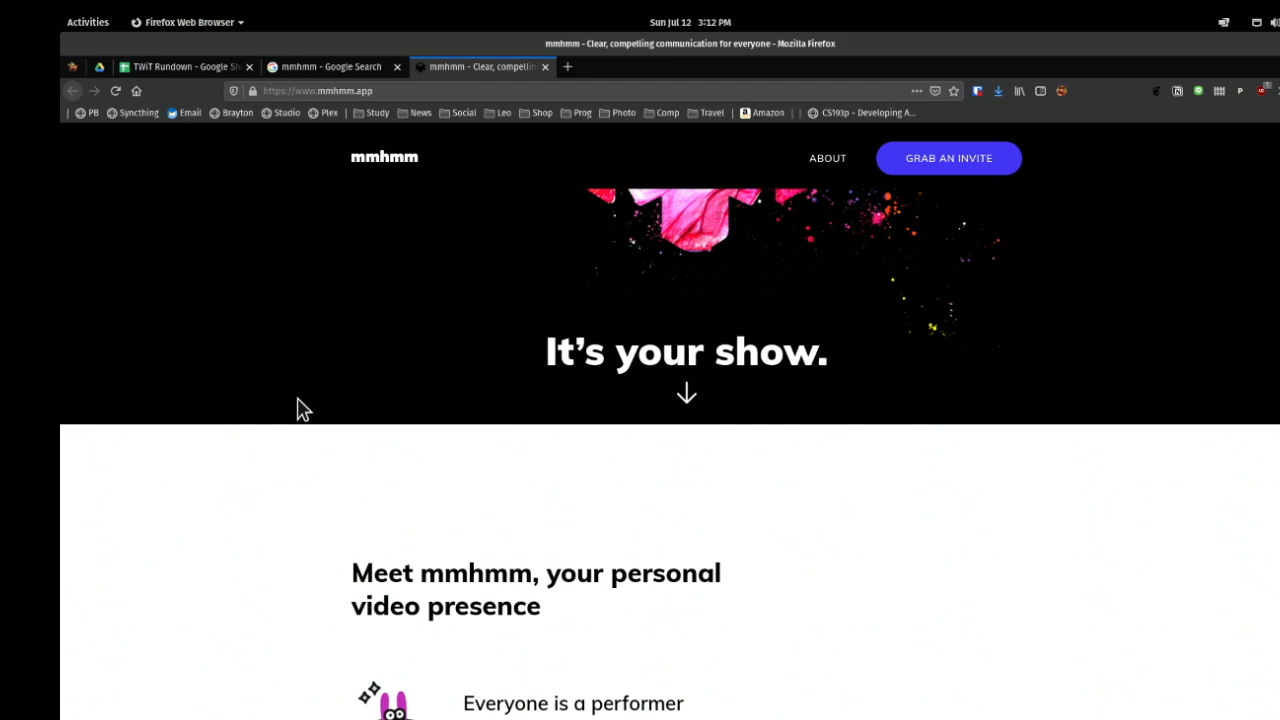 Activities Firefox Web Browser Sun Jul 12 3:12 PM
mmhmm - Clear, compelling communication for everyone - Mozilla Firefox
TWiT Rundown - Google Sh mmhmm - Google Search mmhmm - Clear, compellin
https://www.mmhmm.app
PB Syncthing Email Brayton Studio Plex Study News Social Leo Shop Prog Photo Comp Travel Amazon CS193p - Developing A...
mmhmm ABOUT GRAB AN INVITE
It's your show.
Meet mmhmm, your personal
video presence
Everyone is a performer